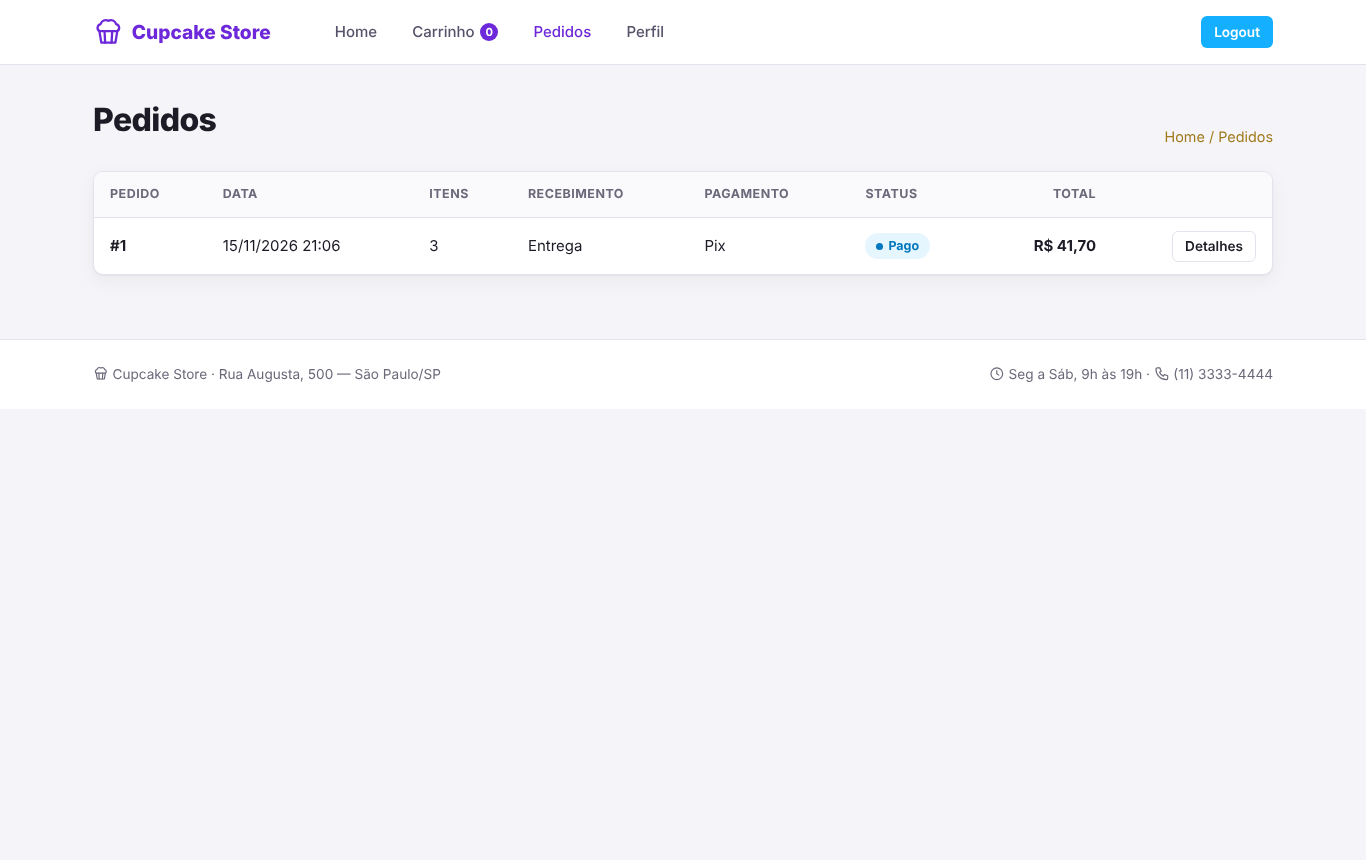 Cupcake Store Home Carrinho 0 Pedidos Perfil Logout
Pedidos
Home / Pedidos
PEDIDO DATA ITENS RECEBIMENTO PAGAMENTO STATUS TOTAL
#1 15/11/2026 21:06 3 Entrega Pix Pago R$ 41,70 Detalhes
Cupcake Store · Rua Augusta, 500 — São Paulo/SP Seg a Sáb, 9h às 19h · (11) 3333-4444